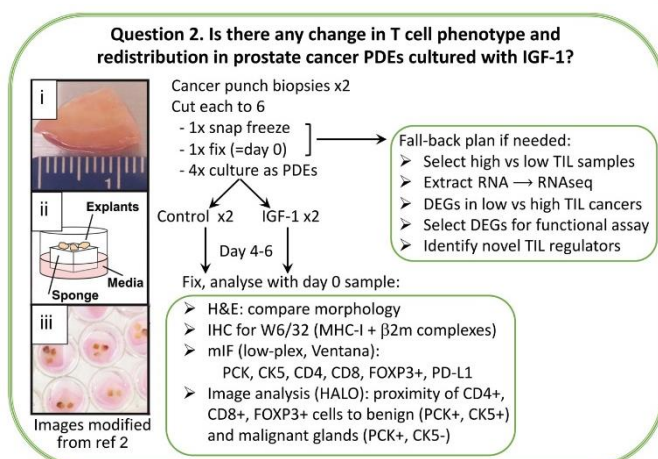 Question 2. Is there any change in T cell phenotype and
redistribution in prostate cancer PDEs cultured with IGF-1?
i
1
ii
Explants
Media
Sponge
iii
Images modified
from ref 2
Cancer punch biopsies x2
Cut each to 6
- 1x snap freeze
- 1x fix (=day 0)
- 4x culture as PDEs
Control x2
IGF-1 x2
Day 4-6
Fix, analyse with day 0 sample:
➢ H&E: compare morphology
➢ IHC for W6/32 (MHC-I + β2m complexes)
➢ mIF (low-plex, Ventana):
PCK, CK5, CD4, CD8, FOXP3+, PD-L1
➢ Image analysis (HALO): proximity of CD4+,
CD8+, FOXP3+ cells to benign (PCK+, CK5+)
and malignant glands (PCK+, CK5-)
Fall-back plan if needed:
➢ Select high vs low TIL samples
➢ Extract RNA → RNAseq
➢ DEGs in low vs high TIL cancers
➢ Select DEGs for functional assay
➢ Identify novel TIL regulators